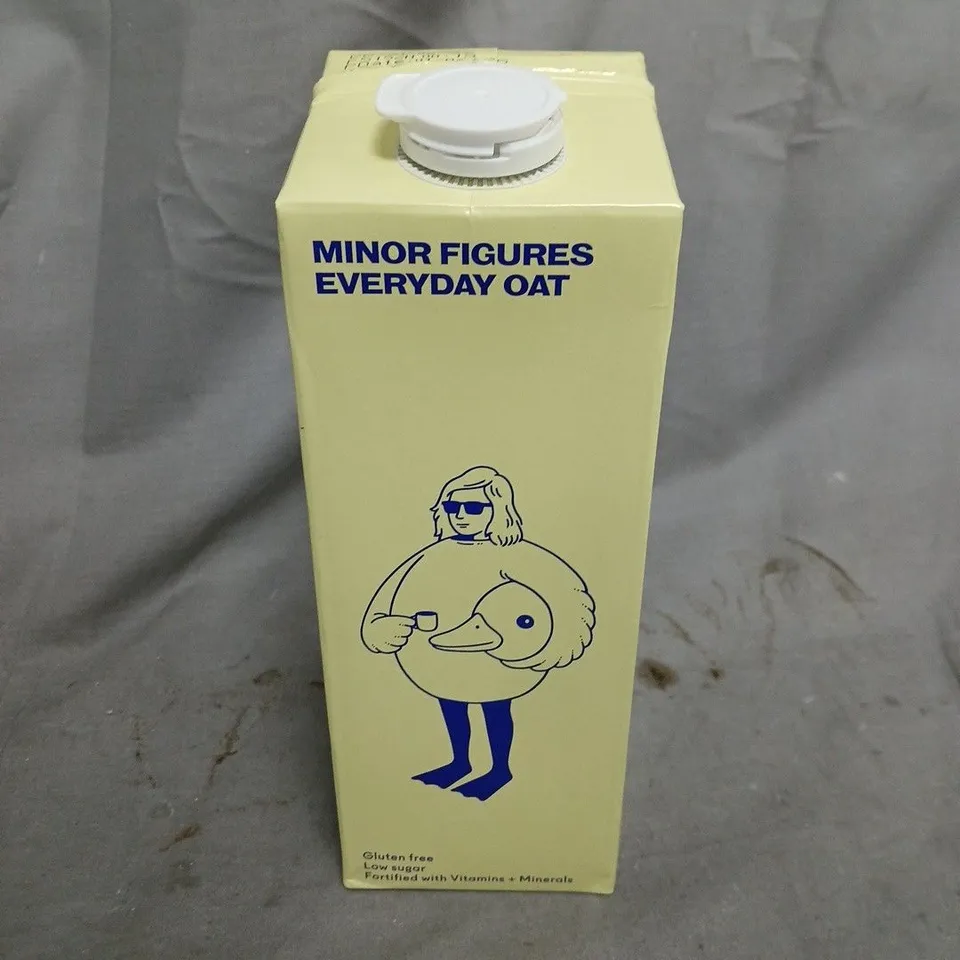 MINOR FIGURES
EVERYDAY OAT
Gluten free
Low sugar
Fortified with Vitamins + Minerals